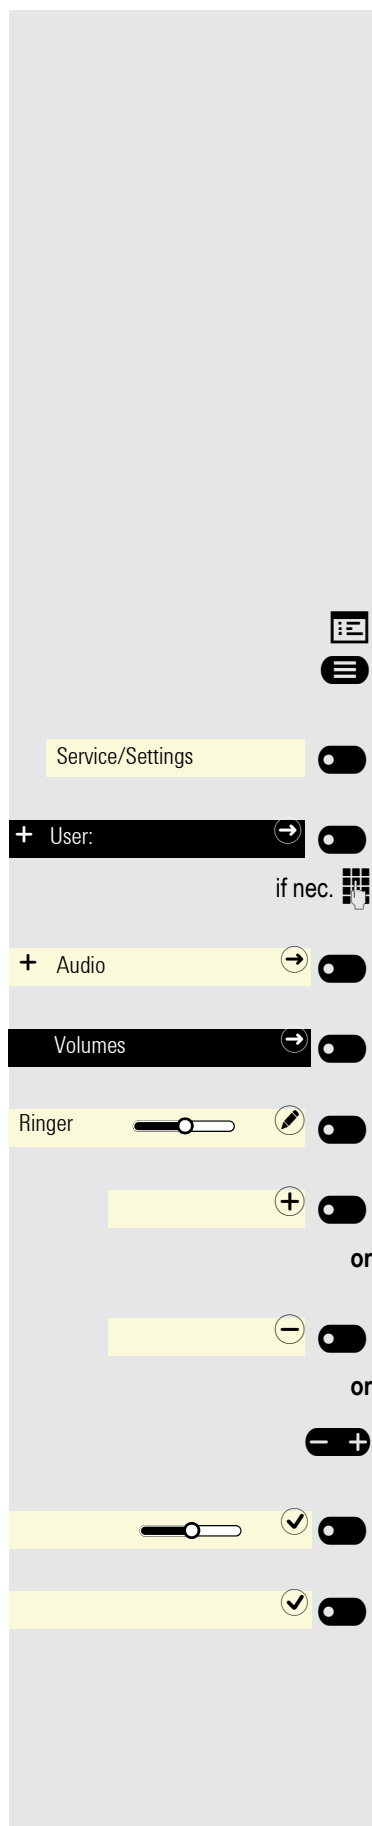 Service/Settings
+ User:
if nec.
+ Audio
Volumes
Ringer
or
or